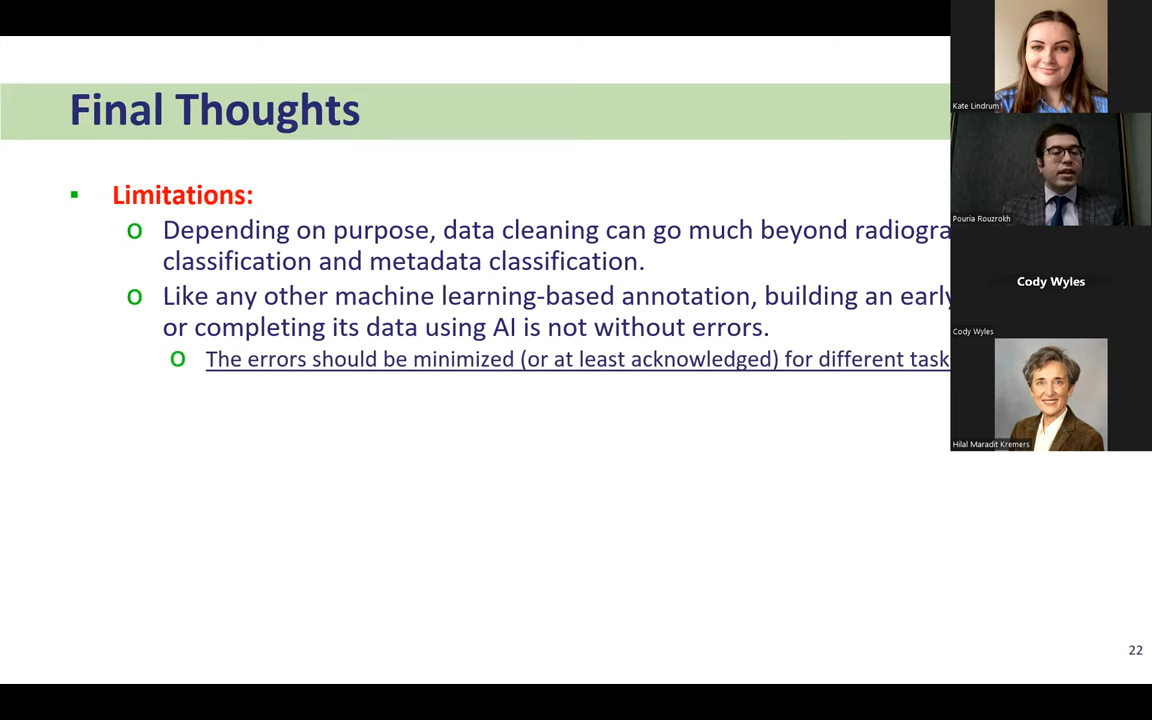 Final Thoughts
▪ Limitations:
o Depending on purpose, data cleaning can go much beyond
classification and metadata classification.
o Like any other machine learning-based annotation, building an early
or completing its data using AI is not without errors.
o The errors should be minimized (or at least acknowledged) for different task
22
Kate Lindrum
Pouria Rouzrokh
Cody Wyles
Cody Wyles
Hilal Maradit Kremers